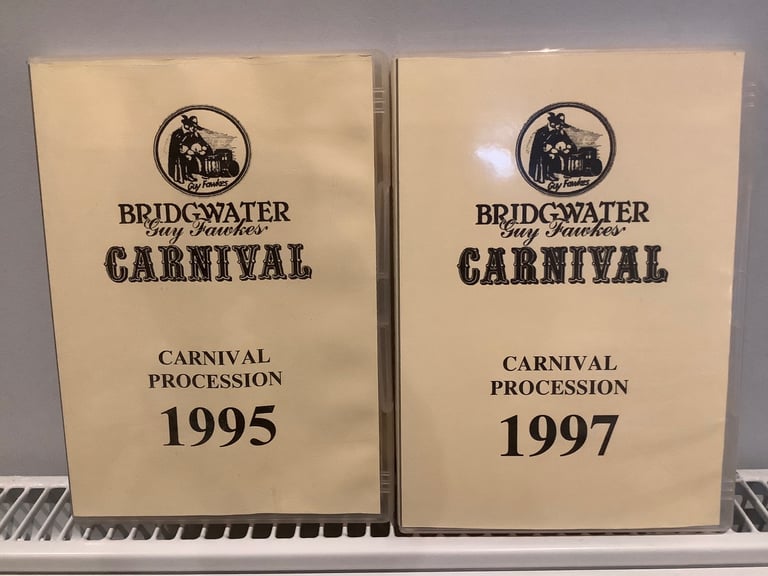 Guy Fawkes
BRIDGWATER
Guy Fawkes
CARNIVAL
CARNIVAL
PROCESSION
1995
Guy Fawkes
BRIDGWATER
Guy Fawkes
CARNIVAL
CARNIVAL
PROCESSION
1997